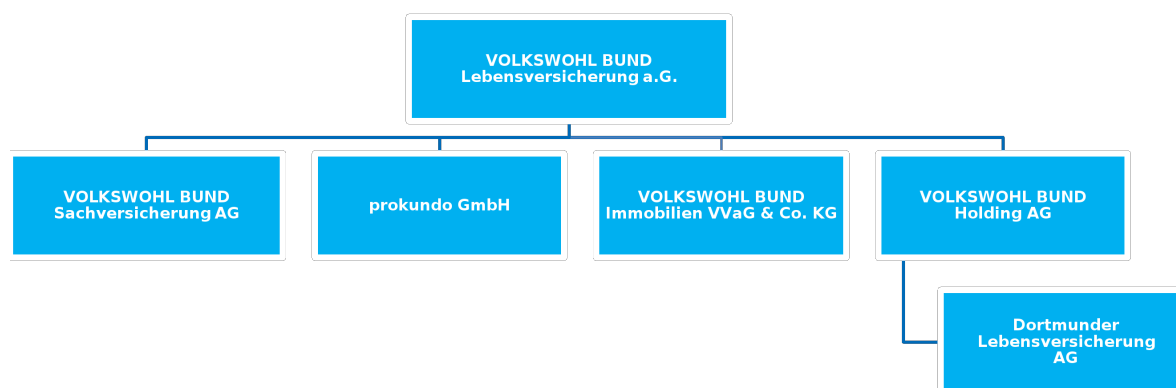 VOLKSWOHL BUND
Lebensversicherung a.G.
VOLKSWOHL BUND
Sachversicherung AG
prokundo GmbH
VOLKSWOHL BUND
Immobilien VVaG & Co. KG
VOLKSWOHL BUND
Holding AG
Dortmunder
Lebensversicherung
AG